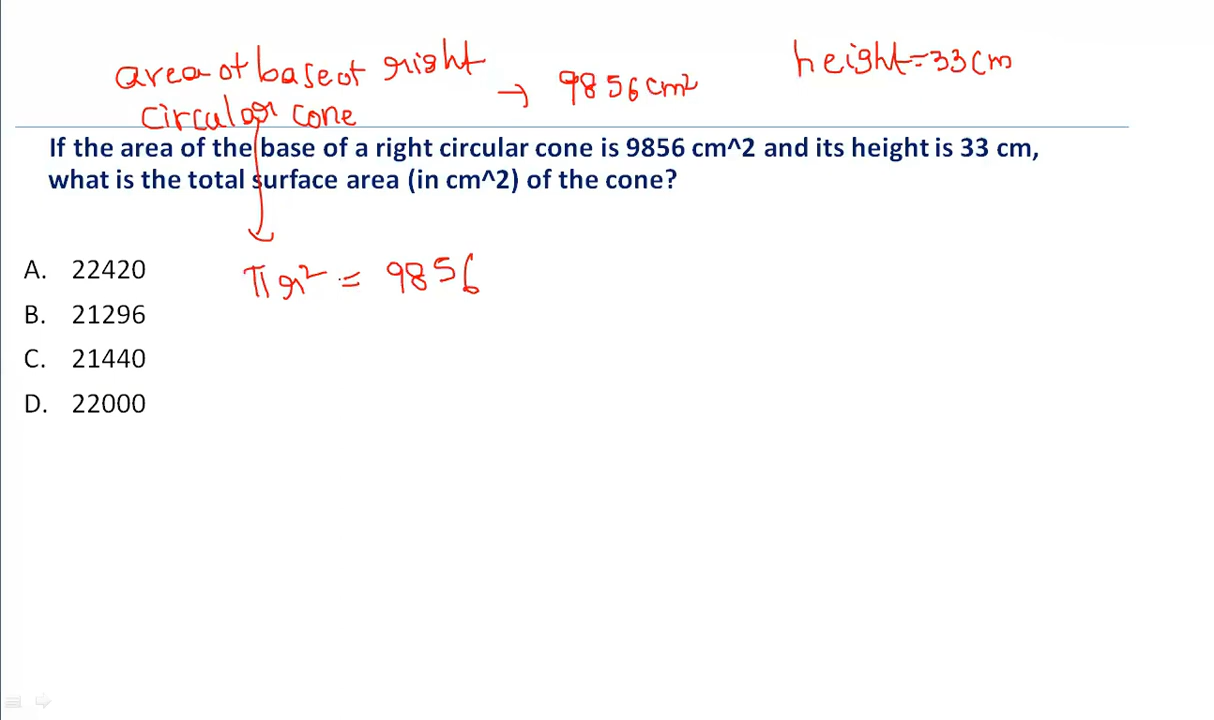 area of base of right
circular cone → 9856 cm²
height = 33 cm
If the area of the base of a right circular cone is 9856 cm^2 and its height is 33 cm,
what is the total surface area (in cm^2) of the cone?
A. 22420
B. 21296
C. 21440
D. 22000
πr² = 9856